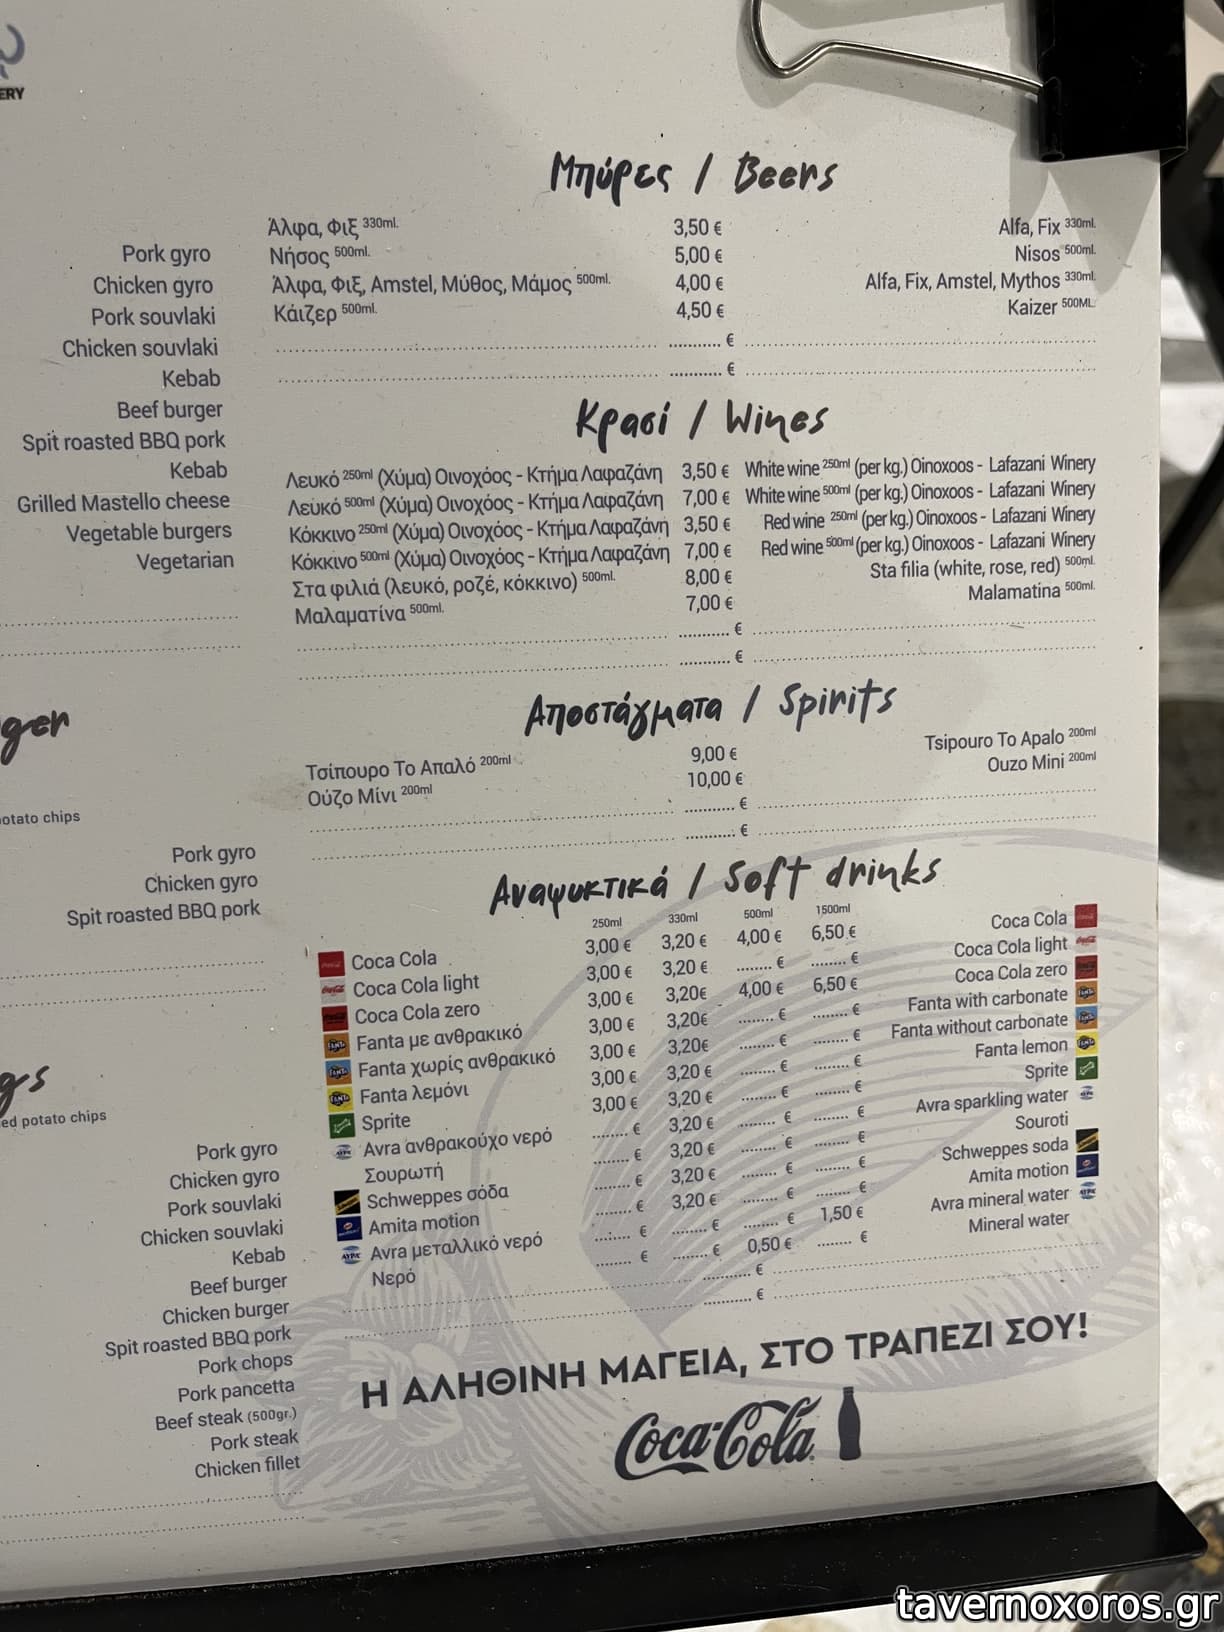 ERY
Pork gyro
Chicken gyro
Pork souvlaki
Chicken souvlaki
Kebab
Beef burger
Spit roasted BBQ pork
Kebab
Grilled Mastello cheese
Vegetable burgers
Vegetarian
ger
otato chips
Pork gyro
Chicken gyro
Spit roasted BBQ pork
gs
ed potato chips
Pork gyro
Chicken gyro
Pork souvlaki
Chicken souvlaki
Kebab
Beef burger
Chicken burger
Spit roasted BBQ pork
Pork chops
Pork pancetta
Beef steak (500gr.)
Pork steak
Chicken fillet
Μπύρες / Beers
Άλφα, Φιξ 330ml. 3,50 € Alfa, Fix 330ml.
Νήσος 500ml. 5,00 € Nisos 500ml.
Άλφα, Φιξ, Amstel, Μύθος, Μάμος 500ml. 4,00 € Alfa, Fix, Amstel, Mythos 330ml.
Κάιζερ 500ml. 4,50 € Kaizer 500ML.
.......... €
.......... €
Κρασί / Wines
Λευκό 250ml (Χύμα) Οινοχόος - Κτήμα Λαφαζάνη 3,50 € White wine 250ml (per kg.) Oinoxoos - Lafazani Winery
Λευκό 500ml (Χύμα) Οινοχόος - Κτήμα Λαφαζάνη 7,00 € White wine 500ml (per kg.) Oinoxoos - Lafazani Winery
Κόκκινο 250ml (Χύμα) Οινοχόος - Κτήμα Λαφαζάνη 3,50 € Red wine 250ml (per kg.) Oinoxoos - Lafazani Winery
Κόκκινο 500ml (Χύμα) Οινοχόος - Κτήμα Λαφαζάνη 7,00 € Red wine 500ml (per kg.) Oinoxoos - Lafazani Winery
Στα φιλιά (λευκό, ροζέ, κόκκινο) 500ml. 8,00 € Sta filia (white, rose, red) 500ml.
Μαλαματίνα 500ml. 7,00 € Malamatina 500ml.
.......... €
.......... €
Αποστάγματα / Spirits
Τσίπουρο Το Απαλό 200ml 9,00 € Tsipouro To Apalo 200ml
Ούζο Μίνι 200ml 10,00 € Ouzo Mini 200ml
.......... €
.......... €
Αναψυκτικά / Soft drinks
250ml 330ml 500ml 1500ml
Coca Cola 3,00 € 3,20 € 4,00 € 6,50 € Coca Cola
Coca Cola light 3,00 € 3,20 € ........ € ........ € Coca Cola light
Coca Cola zero 3,00 € 3,20€ 4,00 € 6,50 € Coca Cola zero
Fanta με ανθρακικό 3,00 € 3,20€ ........ € ........ € Fanta with carbonate
Fanta χωρίς ανθρακικό 3,00 € 3,20€ ........ € ........ € Fanta without carbonate
Fanta λεμόνι 3,00 € 3,20 € ........ € ........ € Fanta lemon
Sprite 3,00 € 3,20 € ........ € ........ € Sprite
Avra ανθρακούχο νερό ........ € 3,20 € ........ € ........ € Avra sparkling water
Σουρωτή ........ € 3,20 € ........ € ........ € Souroti
Schweppes σόδα ........ € 3,20 € ........ € ........ € Schweppes soda
Amita motion ........ € 3,20 € ........ € ........ € Amita motion
Avra μεταλλικό νερό ........ € ........ € ........ € 1,50 € Avra mineral water
Νερό ........ € ........ € 0,50 € ........ € Mineral water
.......... €
.......... €
Η ΑΛΗΘΙΝΗ ΜΑΓΕΙΑ, ΣΤΟ ΤΡΑΠΕΖΙ ΣΟΥ!
Coca-Cola
tavernoxoros.gr